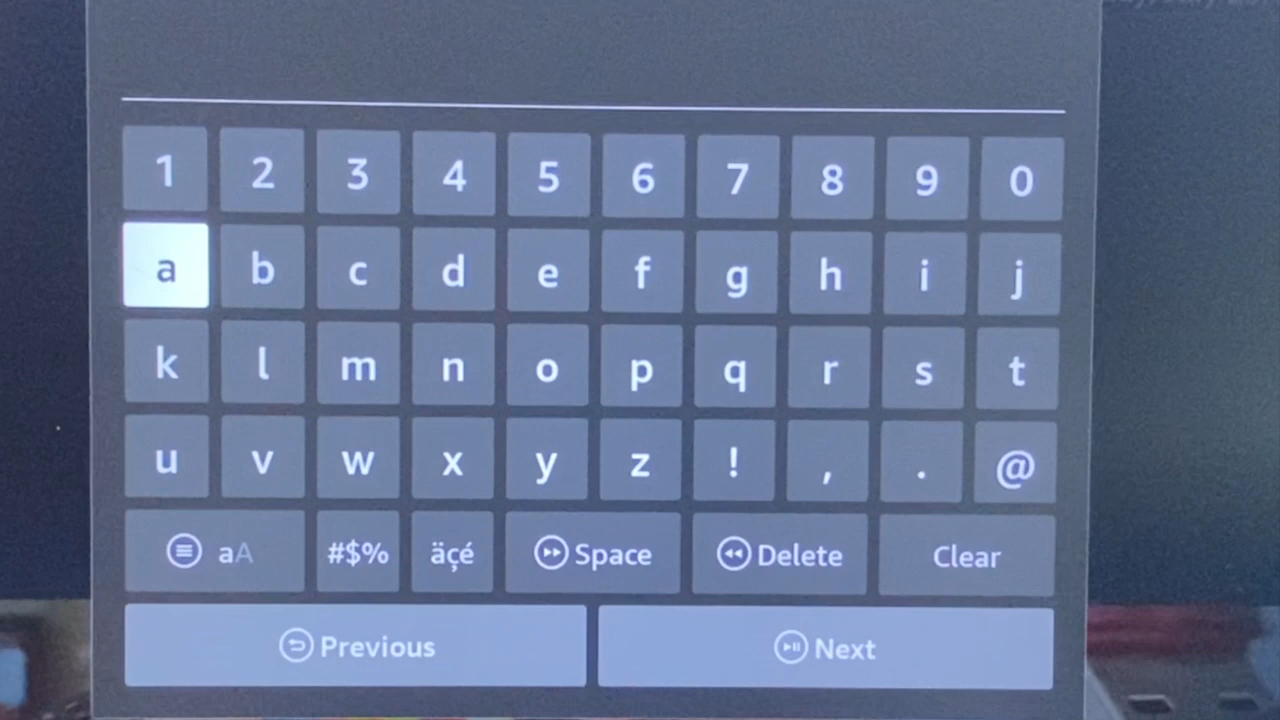 1 2 3 4 5 6 7 8 9 0
a b c d e f g h i j
k l m n o p q r s t
u v w x y z ! , . @
aA #$% äçé Space Delete Clear
Previous Next